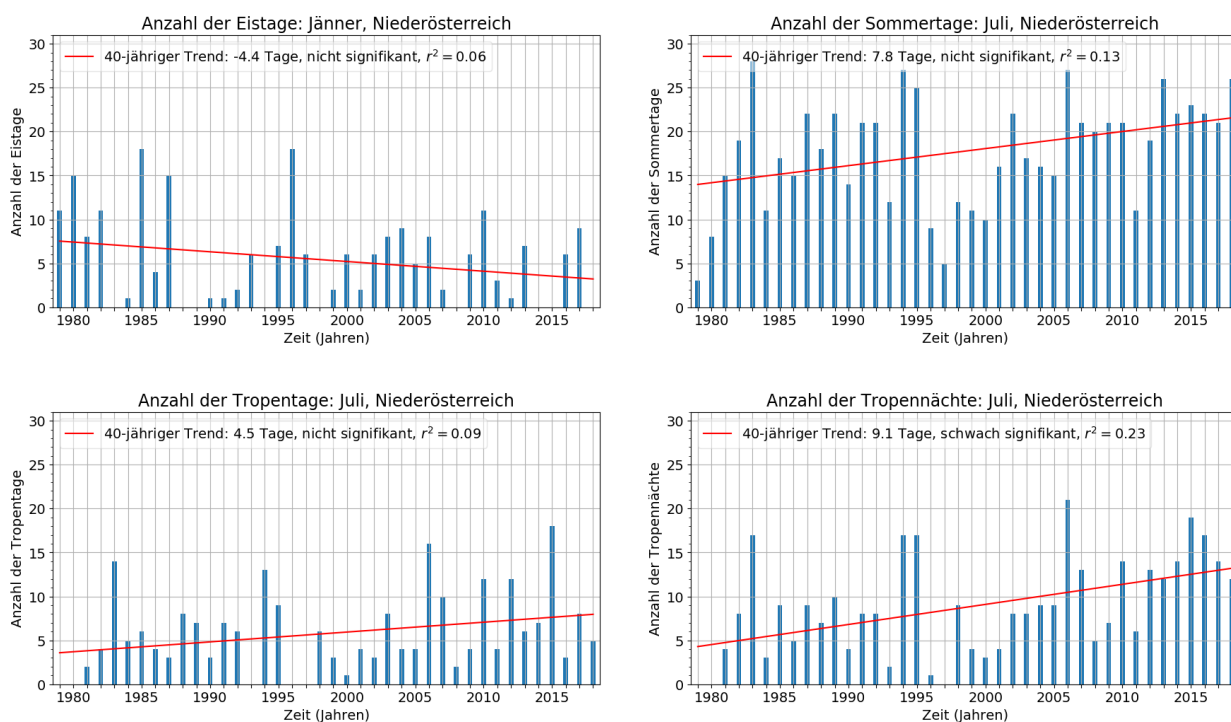 Anzahl der Eistage: Jänner, Niederösterreich
40-jähriger Trend: -4.4 Tage, nicht signifikant, r² = 0.06
Anzahl der Eistage
30
25
20
15
10
5
0
1980 1985 1990 1995 2000 2005 2010 2015
Zeit (Jahren)
Anzahl der Sommertage: Juli, Niederösterreich
40-jähriger Trend: 7.8 Tage, nicht signifikant, r² = 0.13
Anzahl der Sommertage
30
25
20
15
10
5
0
1980 1985 1990 1995 2000 2005 2010 2015
Zeit (Jahren)
Anzahl der Tropentage: Juli, Niederösterreich
40-jähriger Trend: 4.5 Tage, nicht signifikant, r² = 0.09
Anzahl der Tropentage
30
25
20
15
10
5
0
1980 1985 1990 1995 2000 2005 2010 2015
Zeit (Jahren)
Anzahl der Tropennächte: Juli, Niederösterreich
40-jähriger Trend: 9.1 Tage, schwach signifikant, r² = 0.23
Anzahl der Tropennächte
30
25
20
15
10
5
0
1980 1985 1990 1995 2000 2005 2010 2015
Zeit (Jahren)